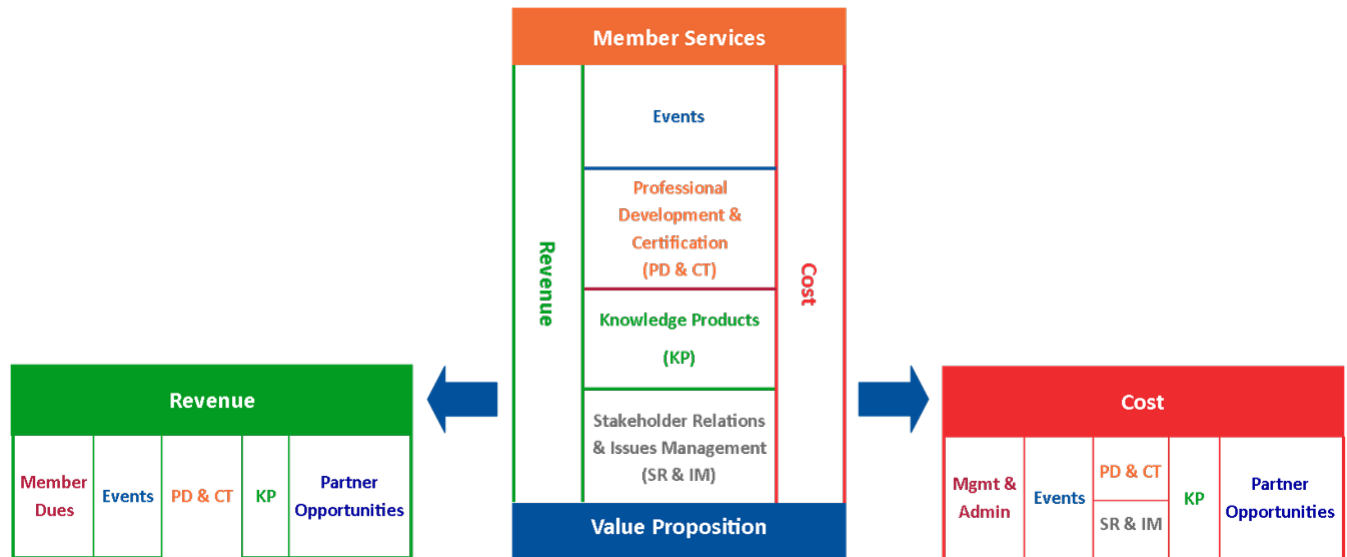 Member Services
Events
Professional
Development &
Certification
(PD & CT)
Revenue
Cost
Knowledge Products
(KP)
Stakeholder Relations
& Issues Management
(SR & IM)
Value Proposition
Revenue
Member
Dues
Events
PD & CT
KP
Partner
Opportunities
Cost
Mgmt &
Admin
Events
PD & CT
SR & IM
KP
Partner
Opportunities